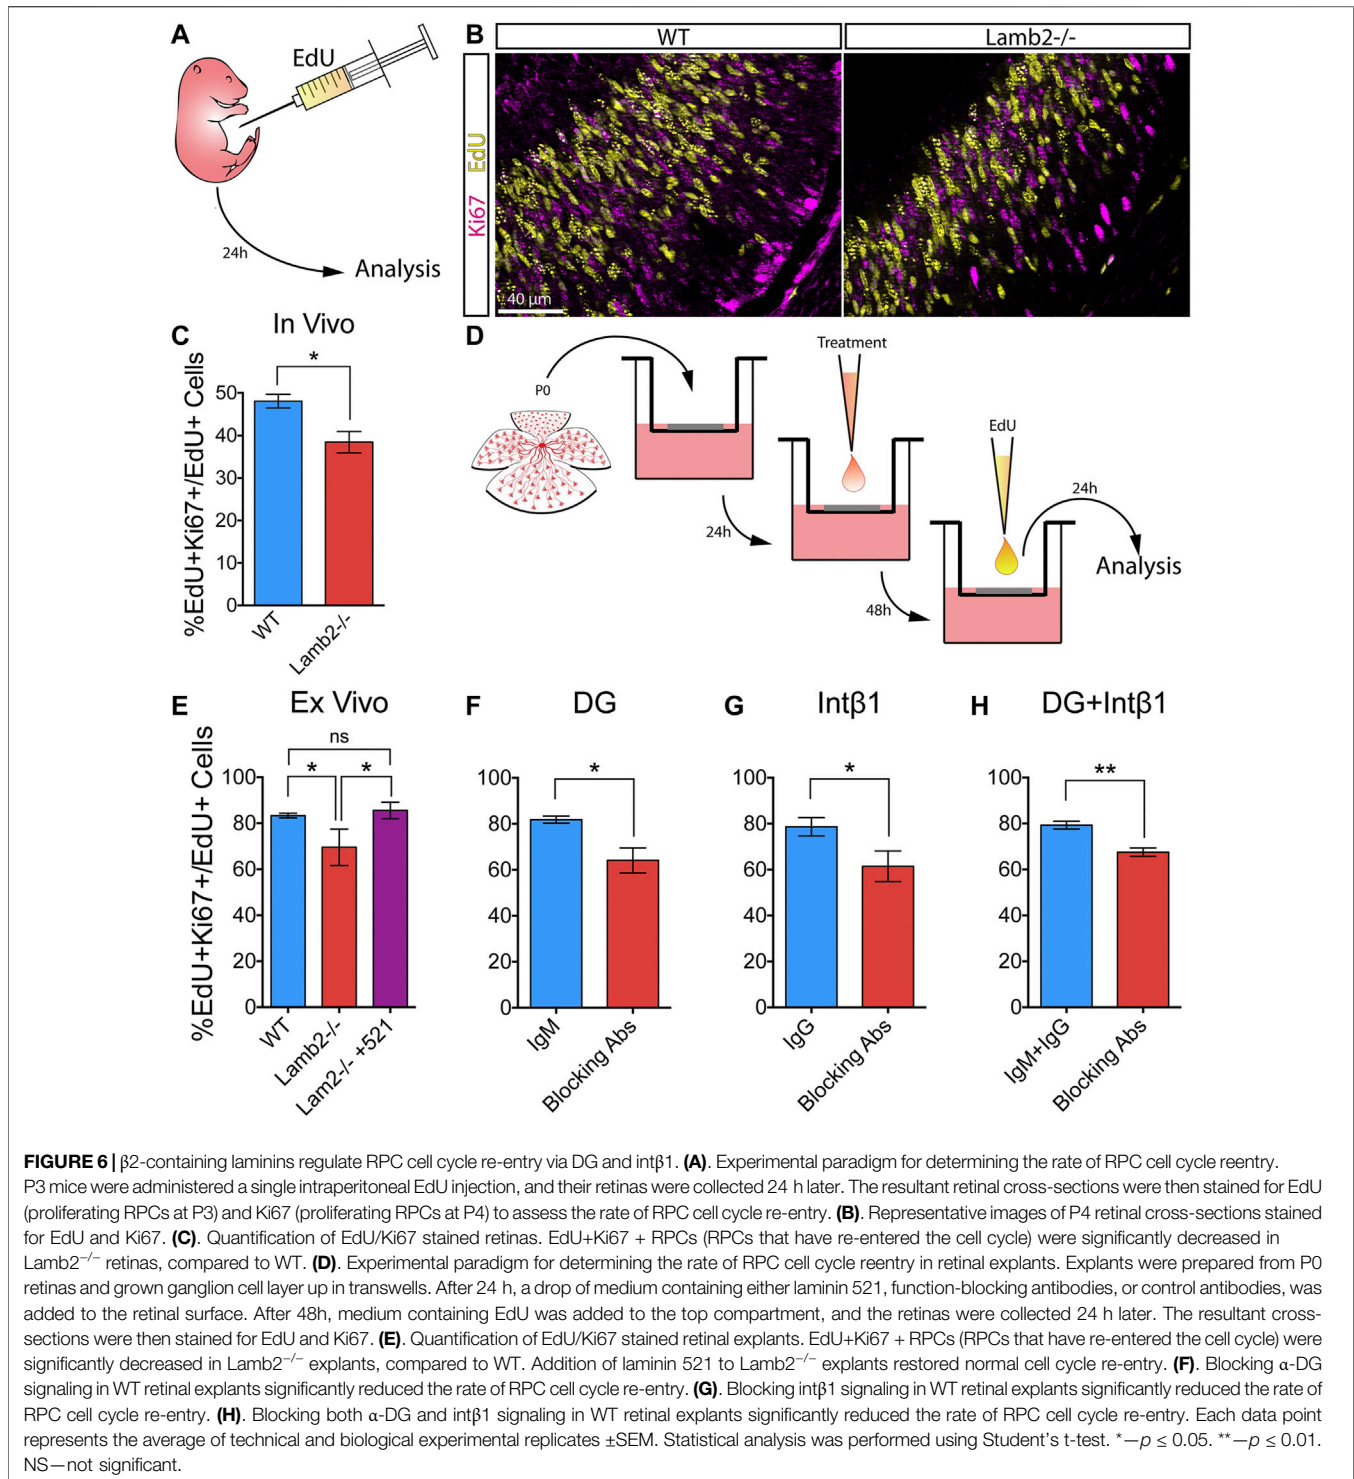 A
EdU
24h
Analysis
B
WT
Lamb2-/-
Ki67 EdU
40 µm
C
In Vivo
*
%EdU+Ki67+/EdU+ Cells
50
40
30
20
10
0
WT
Lamb2-/-
D
P0
24h
Treatment
48h
EdU
24h
Analysis
E
Ex Vivo
ns
*
*
%EdU+Ki67+/EdU+ Cells
100
80
60
40
20
0
WT
Lamb2-/-
Lam2-/- +521
F
DG
*
100
80
60
40
20
0
IgM
Blocking Abs
G
Intβ1
*
100
80
60
40
20
0
IgG
Blocking Abs
H
DG+Intβ1
**
100
80
60
40
20
0
IgM+IgG
Blocking Abs
FIGURE 6 | β2-containing laminins regulate RPC cell cycle re-entry via DG and intβ1. (A). Experimental paradigm for determining the rate of RPC cell cycle reentry.
P3 mice were administered a single intraperitoneal EdU injection, and their retinas were collected 24 h later. The resultant retinal cross-sections were then stained for EdU
(proliferating RPCs at P3) and Ki67 (proliferating RPCs at P4) to assess the rate of RPC cell cycle re-entry. (B). Representative images of P4 retinal cross-sections stained
for EdU and Ki67. (C). Quantification of EdU/Ki67 stained retinas. EdU+Ki67 + RPCs (RPCs that have re-entered the cell cycle) were significantly decreased in
Lamb2−/− retinas, compared to WT. (D). Experimental paradigm for determining the rate of RPC cell cycle reentry in retinal explants. Explants were prepared from P0
retinas and grown ganglion cell layer up in transwells. After 24 h, a drop of medium containing either laminin 521, function-blocking antibodies, or control antibodies, was
added to the retinal surface. After 48h, medium containing EdU was added to the top compartment, and the retinas were collected 24 h later. The resultant cross-
sections were then stained for EdU and Ki67. (E). Quantification of EdU/Ki67 stained retinal explants. EdU+Ki67 + RPCs (RPCs that have re-entered the cell cycle) were
significantly decreased in Lamb2−/− explants, compared to WT. Addition of laminin 521 to Lamb2−/− explants restored normal cell cycle re-entry. (F). Blocking α-DG
signaling in WT retinal explants significantly reduced the rate of RPC cell cycle re-entry. (G). Blocking intβ1 signaling in WT retinal explants significantly reduced the rate of
RPC cell cycle re-entry. (H). Blocking both α-DG and intβ1 signaling in WT retinal explants significantly reduced the rate of RPC cell cycle re-entry. Each data point
represents the average of technical and biological experimental replicates ±SEM. Statistical analysis was performed using Student's t-test. *—p ≤ 0.05. **—p ≤ 0.01.
NS—not significant.